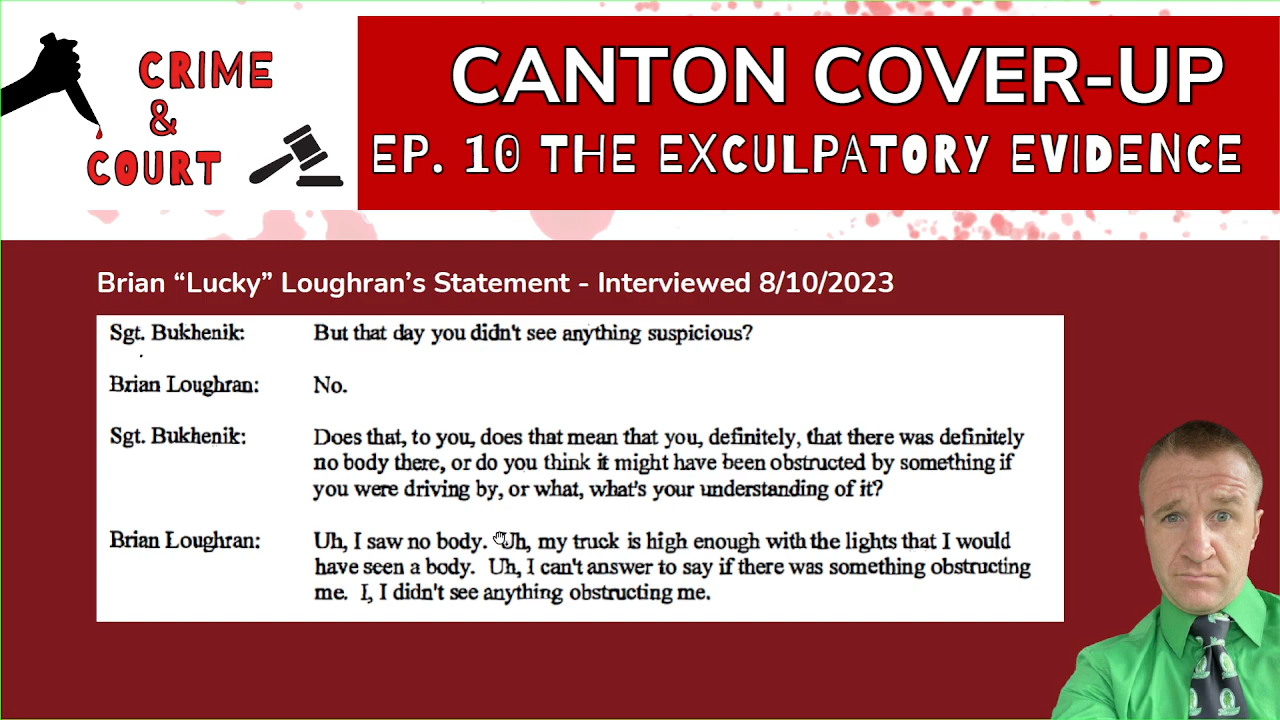 CRIME
&
COURT
CANTON COVER-UP
EP. 10 THE EXCULPATORY EVIDENCE
Brian “Lucky” Loughran’s Statement - Interviewed 8/10/2023
Sgt. Bukhenik: But that day you didn't see anything suspicious?
Brian Loughran: No.
Sgt. Bukhenik: Does that, to you, does that mean that you, definitely, that there was definitely
no body there, or do you think it might have been obstructed by something if
you were driving by, or what, what's your understanding of it?
Brian Loughran: Uh, I saw no body. Uh, my truck is high enough with the lights that I would
have seen a body. Uh, I can't answer to say if there was something obstructing
me. I, I didn't see anything obstructing me.